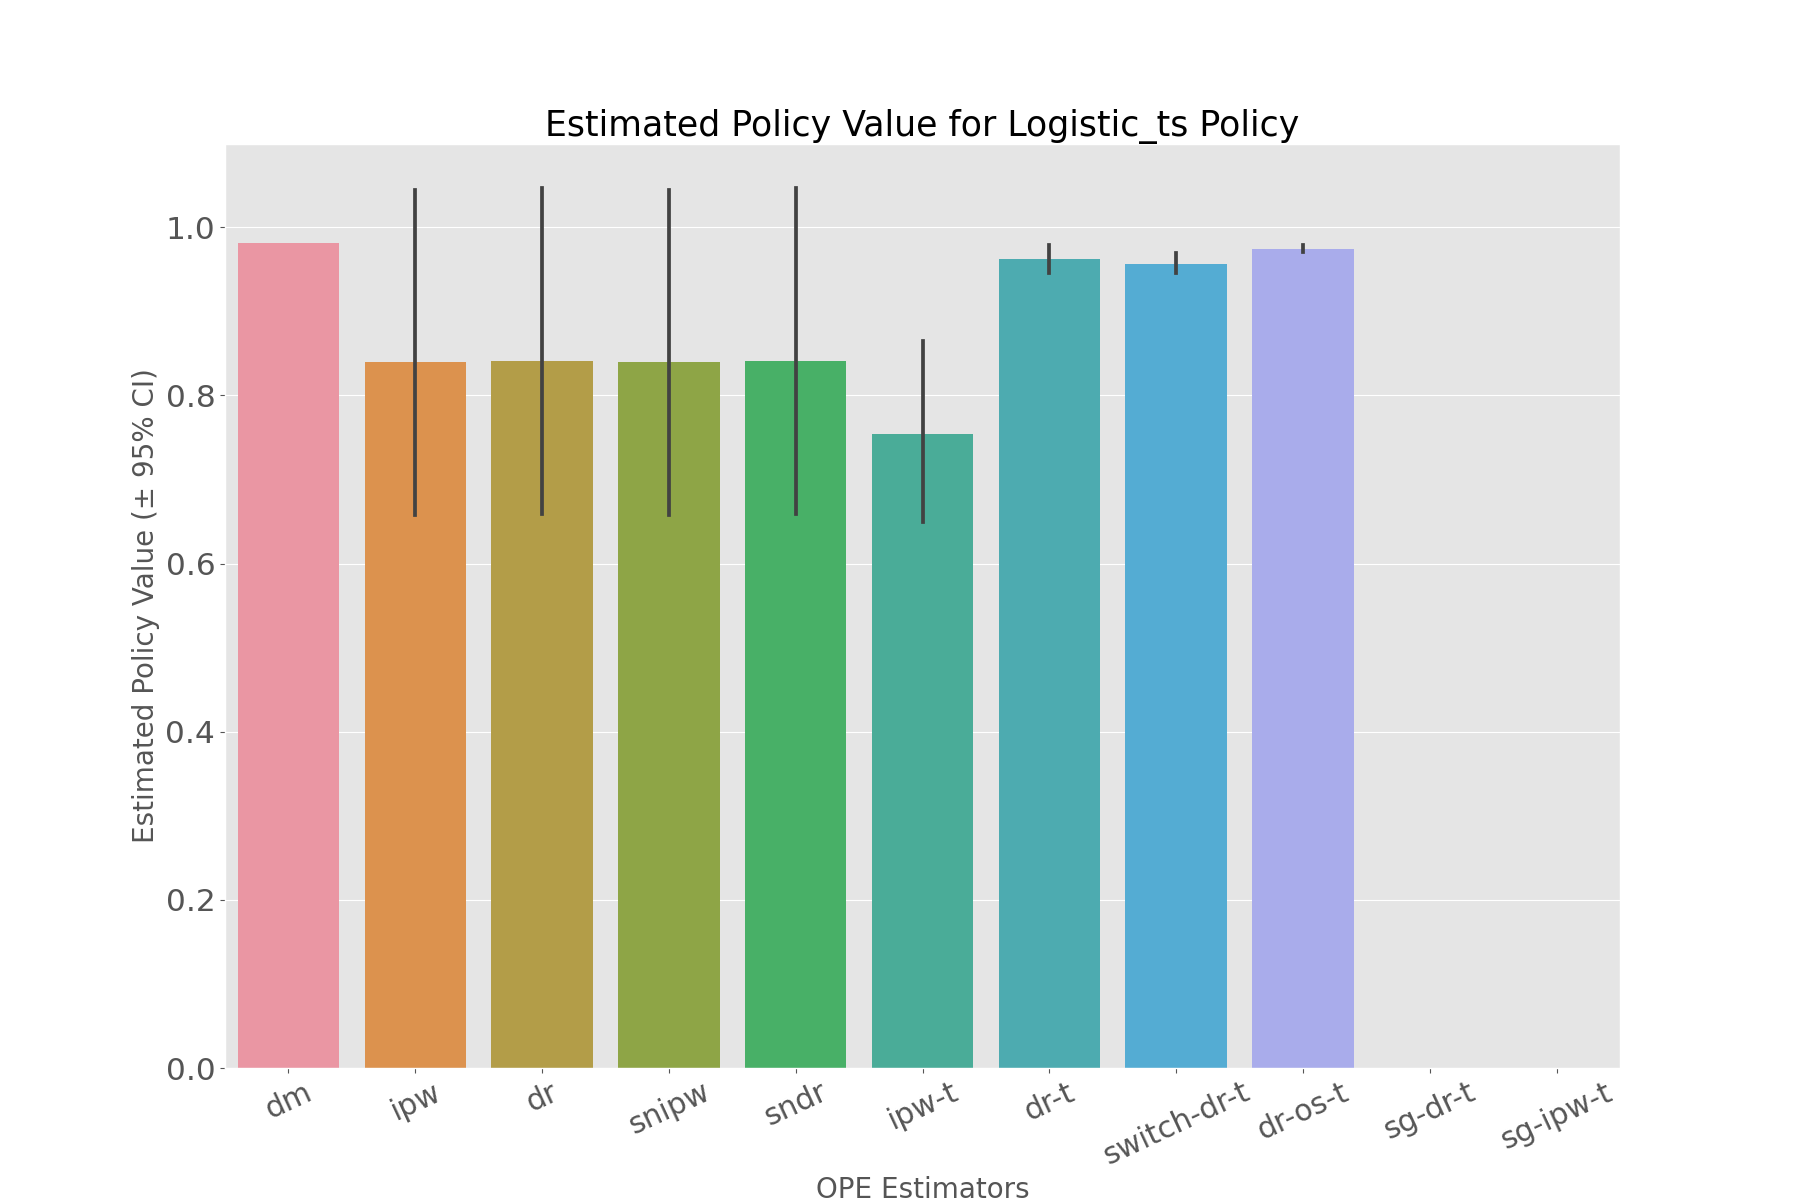 Estimated Policy Value for Logistic_ts Policy
Estimated Policy Value (± 95% CI)
1.0
0.8
0.6
0.4
0.2
0.0
dm
ipw
dr
snipw
sndr
ipw-t
dr-t
switch-dr-t
dr-os-t
sg-dr-t
sg-ipw-t
OPE Estimators